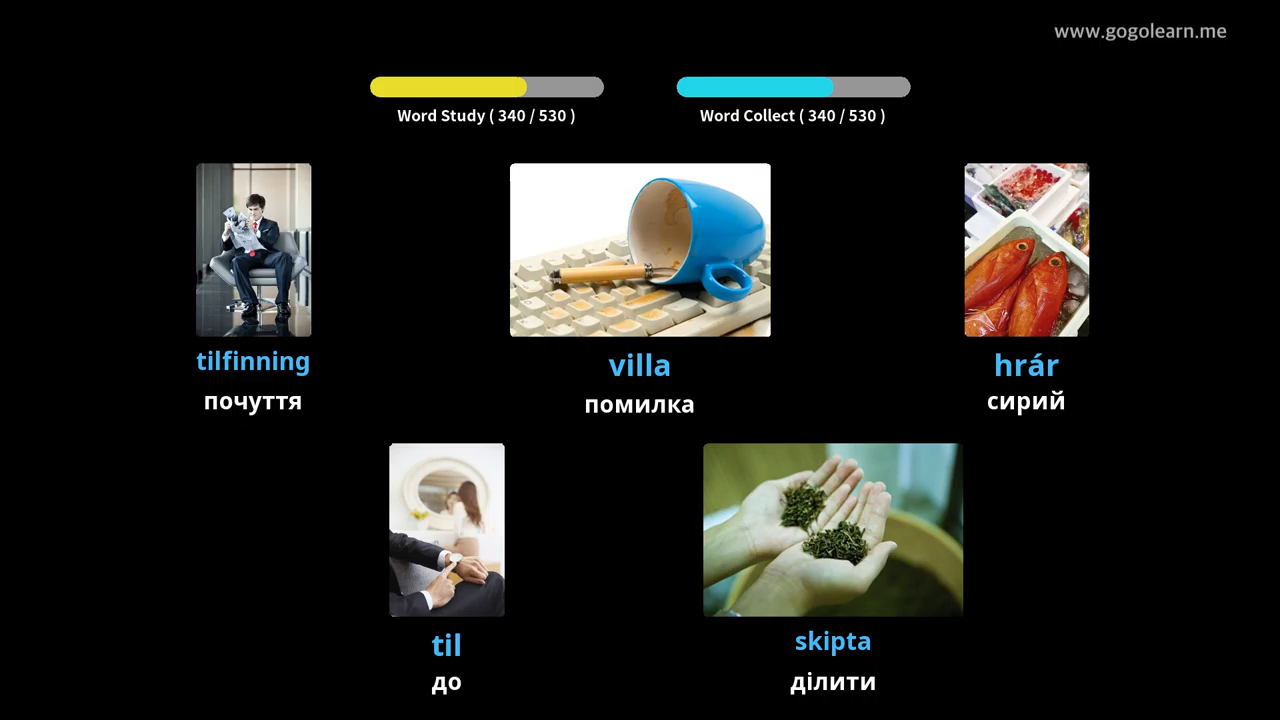 www.gogolearn.me
Word Study ( 340 / 530 )
Word Collect ( 340 / 530 )
tilfinning
почуття
villa
помилка
hrár
сирий
til
до
skipta
ділити